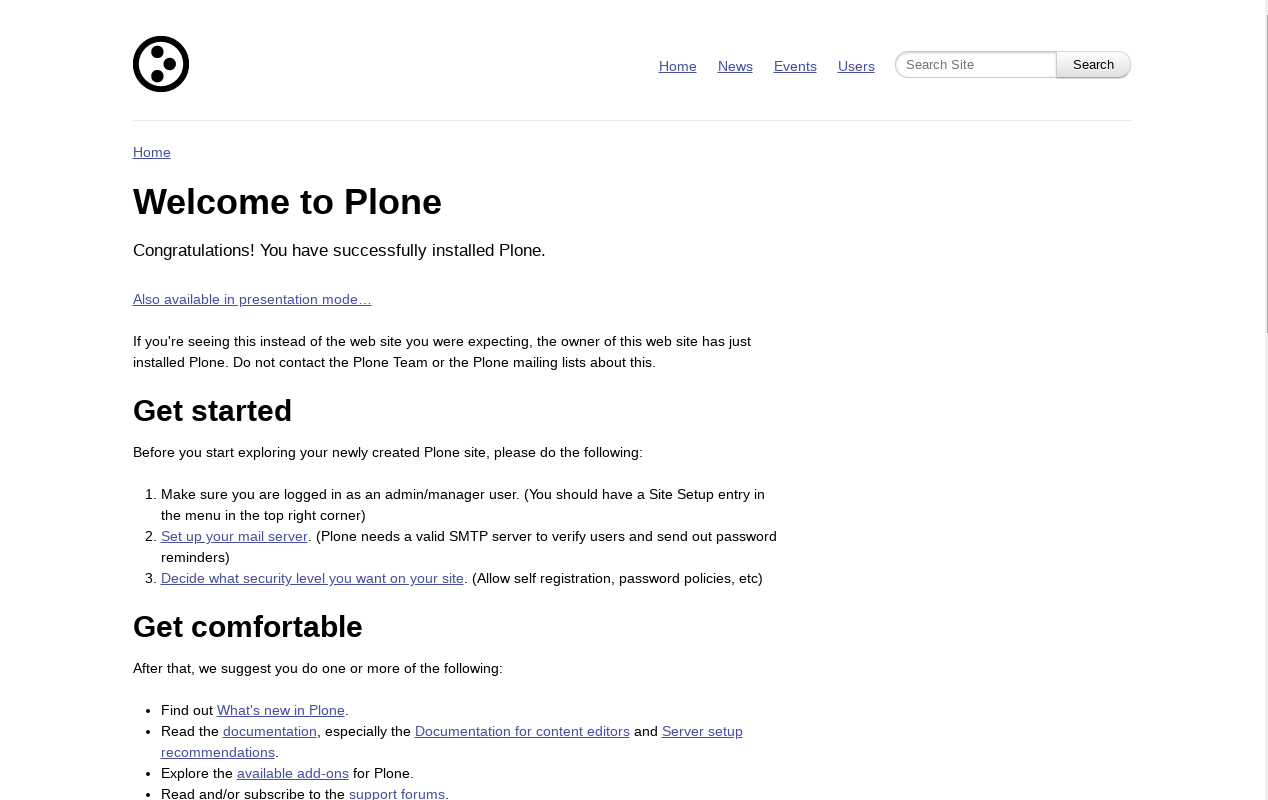 Home News Events Users Search Site Search
Home
Welcome to Plone
Congratulations! You have successfully installed Plone.
Also available in presentation mode…
If you're seeing this instead of the web site you were expecting, the owner of this web site has just
installed Plone. Do not contact the Plone Team or the Plone mailing lists about this.
Get started
Before you start exploring your newly created Plone site, please do the following:
1. Make sure you are logged in as an admin/manager user. (You should have a Site Setup entry in
the menu in the top right corner)
2. Set up your mail server. (Plone needs a valid SMTP server to verify users and send out password
reminders)
3. Decide what security level you want on your site. (Allow self registration, password policies, etc)
Get comfortable
After that, we suggest you do one or more of the following:
• Find out What's new in Plone.
• Read the documentation, especially the Documentation for content editors and Server setup
recommendations.
• Explore the available add-ons for Plone.
• Read and/or subscribe to the support forums.